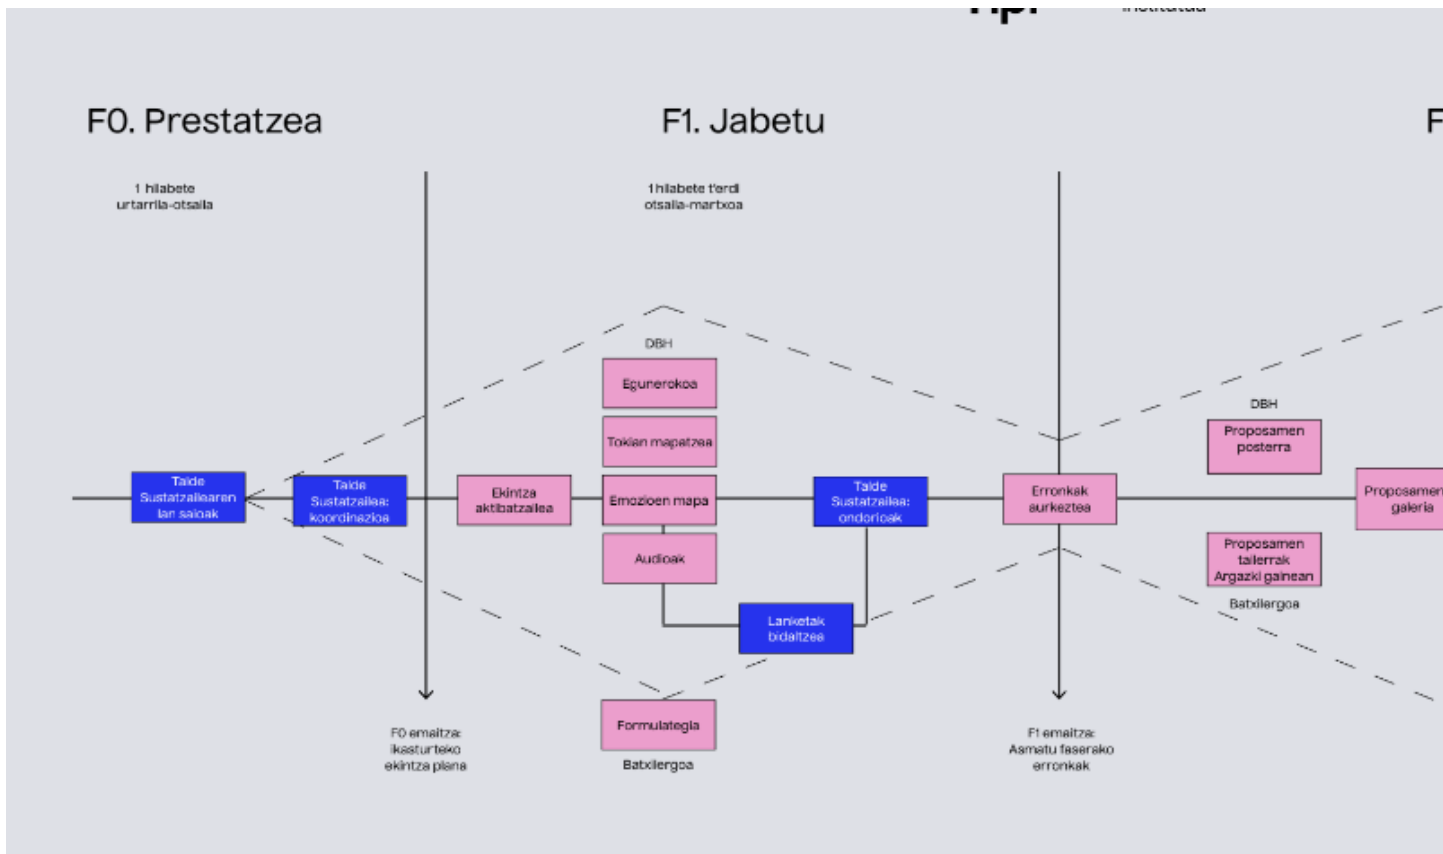 F0. Prestatzea
1 hilabete
urtarrila-otsaila
Talde
Sustatzailearen
lan saioak
Talde
Sustatzailea:
koordinazioa
F0 emaitza:
ikasturteko
ekintza plana
F1. Jabetu
1 hilabete t'erdi
otsaila-martxoa
Ekintza
aktibatzailea
DBH
Egunerokoa
Tokian mapatzea
Emozioen mapa
Audioak
Lanketak
bidaltzea
Formulategia
Batxilergoa
Talde
Sustatzailea:
ondorioak
Erronkak
aurkeztea
F1 emaitza:
Asmatu faserako
erronkak
DBH
Proposamen
posterra
Proposamen
tailerrak
Argazki gainean
Batxilergoa
Proposamen
galeria
F